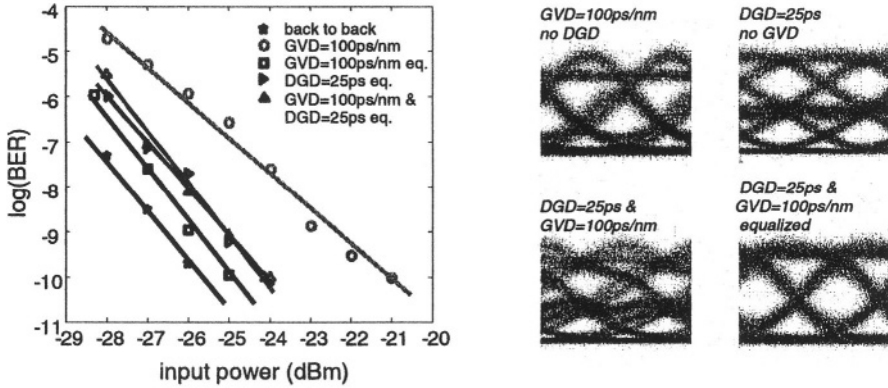 -4
-5
-6
-7
-8
-9
-10
-11
log(BER)
back to back
GVD=100ps/nm
GVD=100ps/nm eq.
DGD=25ps eq.
GVD=100ps/nm &
DGD=25ps eq.
-29 -28 -27 -26 -25 -24 -23 -22 -21 -20
input power (dBm)
GVD=100ps/nm
no DGD
DGD=25ps
no GVD
DGD=25ps &
GVD=100ps/nm
DGD=25ps &
GVD=100ps/nm
equalized